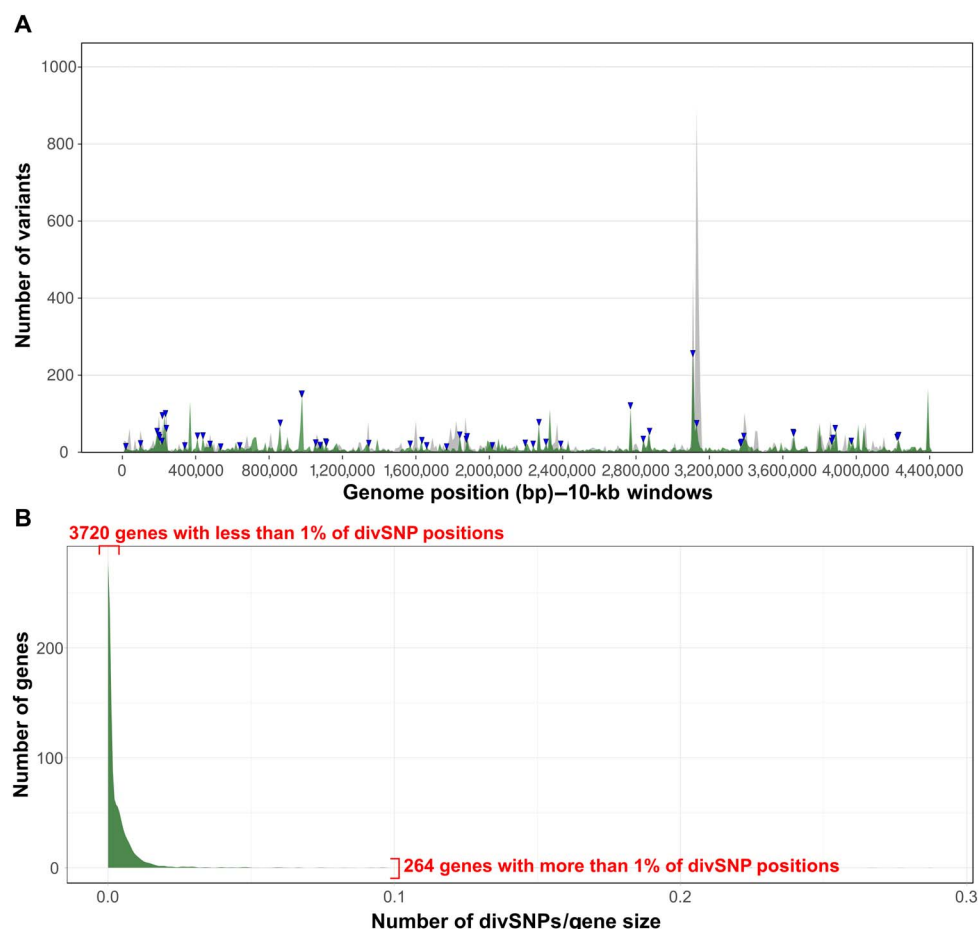 A
1000
800
600
400
200
0
Number of variants
0 400,000 800,000 1,200,000 1,600,000 2,000,000 2,400,000 2,800,000 3,200,000 3,600,000 4,000,000 4,400,000
Genome position (bp)–10-kb windows
B
3720 genes with less than 1% of divSNP positions
200
100
0
Number of genes
264 genes with more than 1% of divSNP positions
0.0 0.1 0.2 0.3
Number of divSNPs/gene size